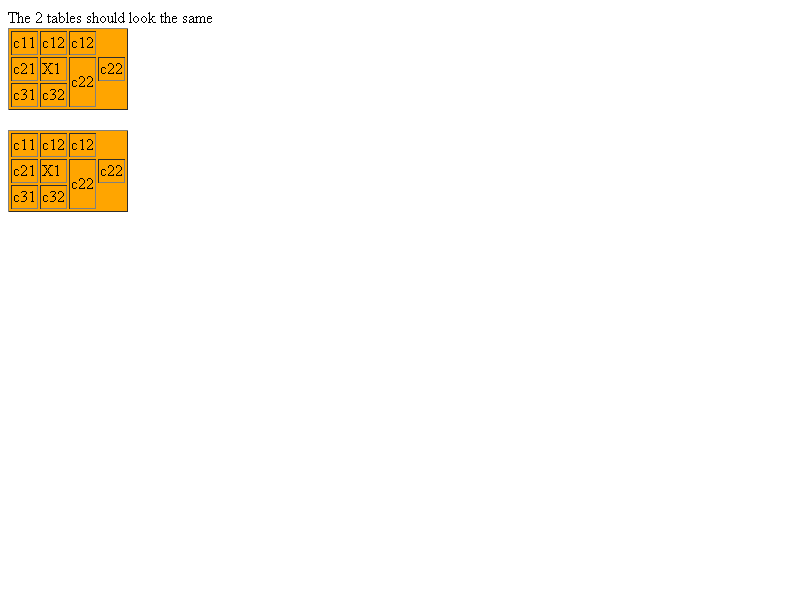 The 2 tables should look the same
c11 c12 c12
c21 X1 c22 c22
c31 c32
c11 c12 c12
c21 X1 c22 c22
c31 c32